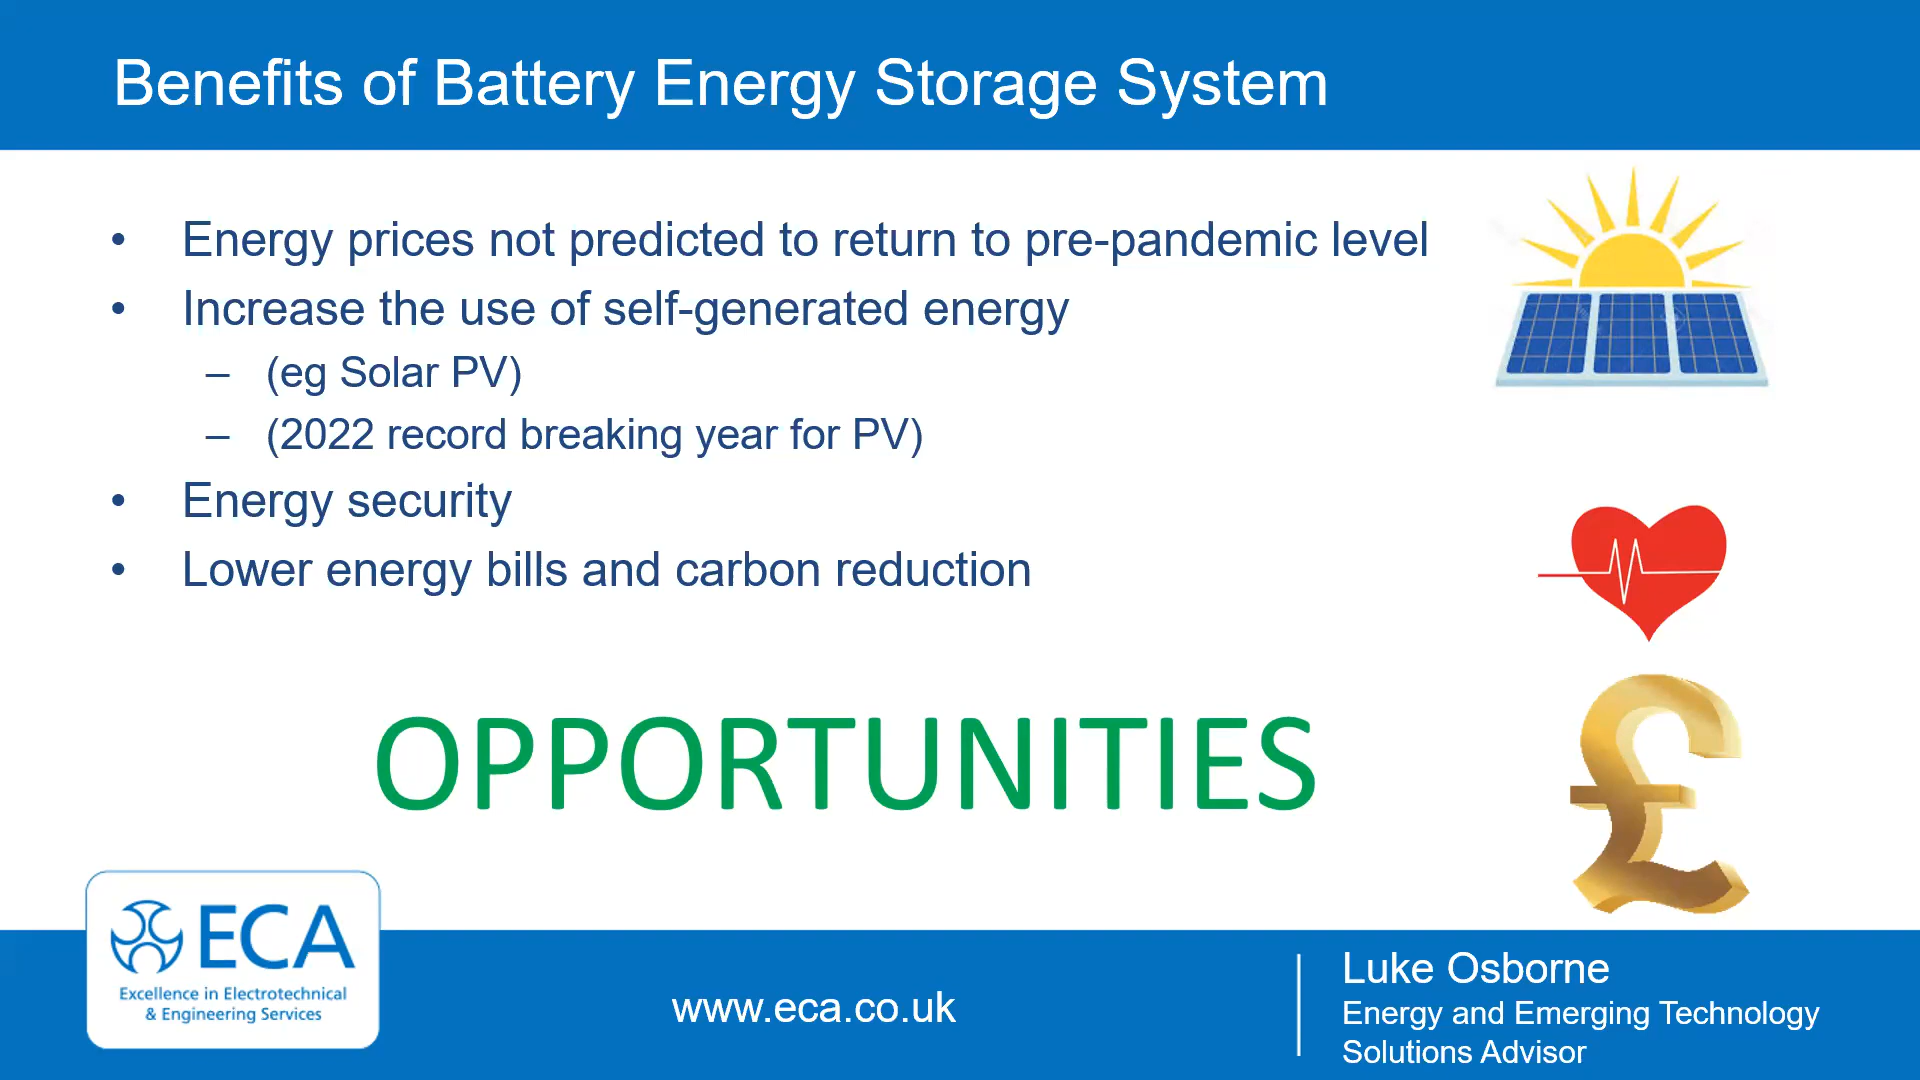 Benefits of Battery Energy Storage System
• Energy prices not predicted to return to pre-pandemic level
• Increase the use of self-generated energy
– (eg Solar PV)
– (2022 record breaking year for PV)
• Energy security
• Lower energy bills and carbon reduction
OPPORTUNITIES
£
ECA
Excellence in Electrotechnical
& Engineering Services
www.eca.co.uk
Luke Osborne
Energy and Emerging Technology
Solutions Advisor